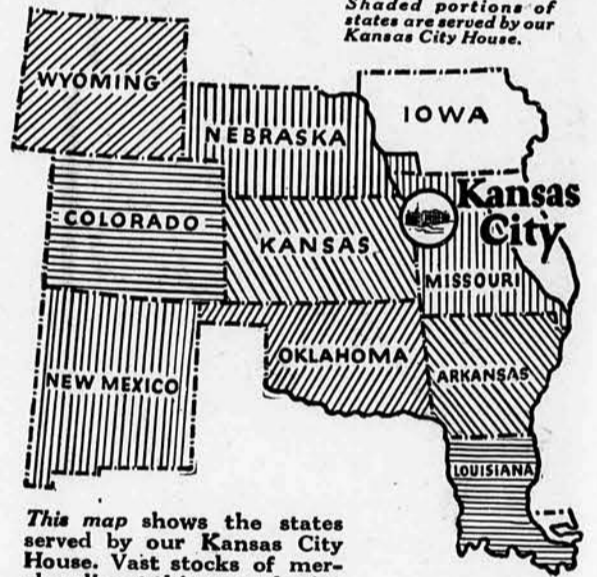 Shaded portions of
states are served by our
Kansas City House.
WYOMING
IOWA
NEBRASKA
Kansas
City
COLORADO
KANSAS
MISSOURI
OKLAHOMA
NEW MEXICO
ARKANSAS
LOUISIANA
This map shows the states
served by our Kansas City
House. Vast stocks of mer-